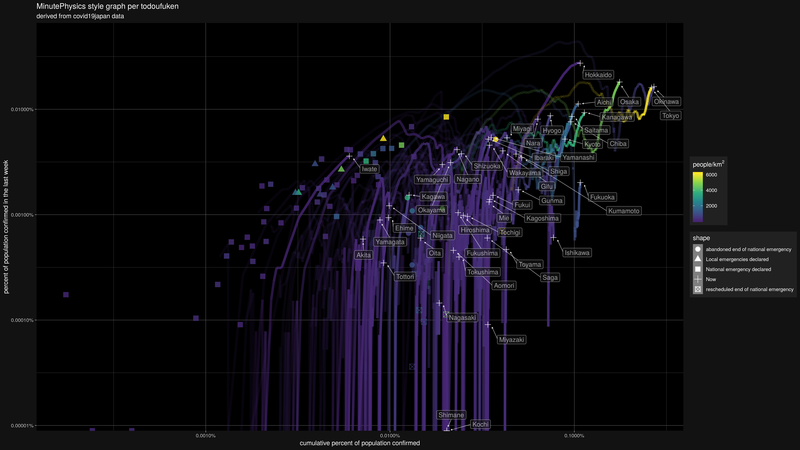 MinutePhysics style graph per todoufuken
derived from covid19japan data
percent of population confirmed in the last week
0.01000%
0.00100%
0.00010%
0.00001%
Hokkaido
Aichi
Osaka
Okinawa
Tokyo
Kanagawa
Miyagi
Hyogo
Saitama
Nara
Kyoto
Chiba
Ibaraki
Yamanashi
Iwate
Shizuoka
Wakayama
Shiga
Yamaguchi
Nagano
Gifu
Kagawa
Gunma
Fukuoka
Fukui
Okayama
Kumamoto
Mie
Kagoshima
Ehime
Hiroshima
Tochigi
Niigata
Yamagata
Akita
Oita
Fukushima
Ishikawa
Toyama
Tokushima
Tottori
Saga
Aomori
Nagasaki
Miyazaki
Shimane
Kochi
0.0010%
0.0100%
0.1000%
cumulative percent of population confirmed
people/km²
6000
4000
2000
shape
abandoned end of national emergency
Local emergencies declared
National emergency declared
Now
rescheduled end of national emergency